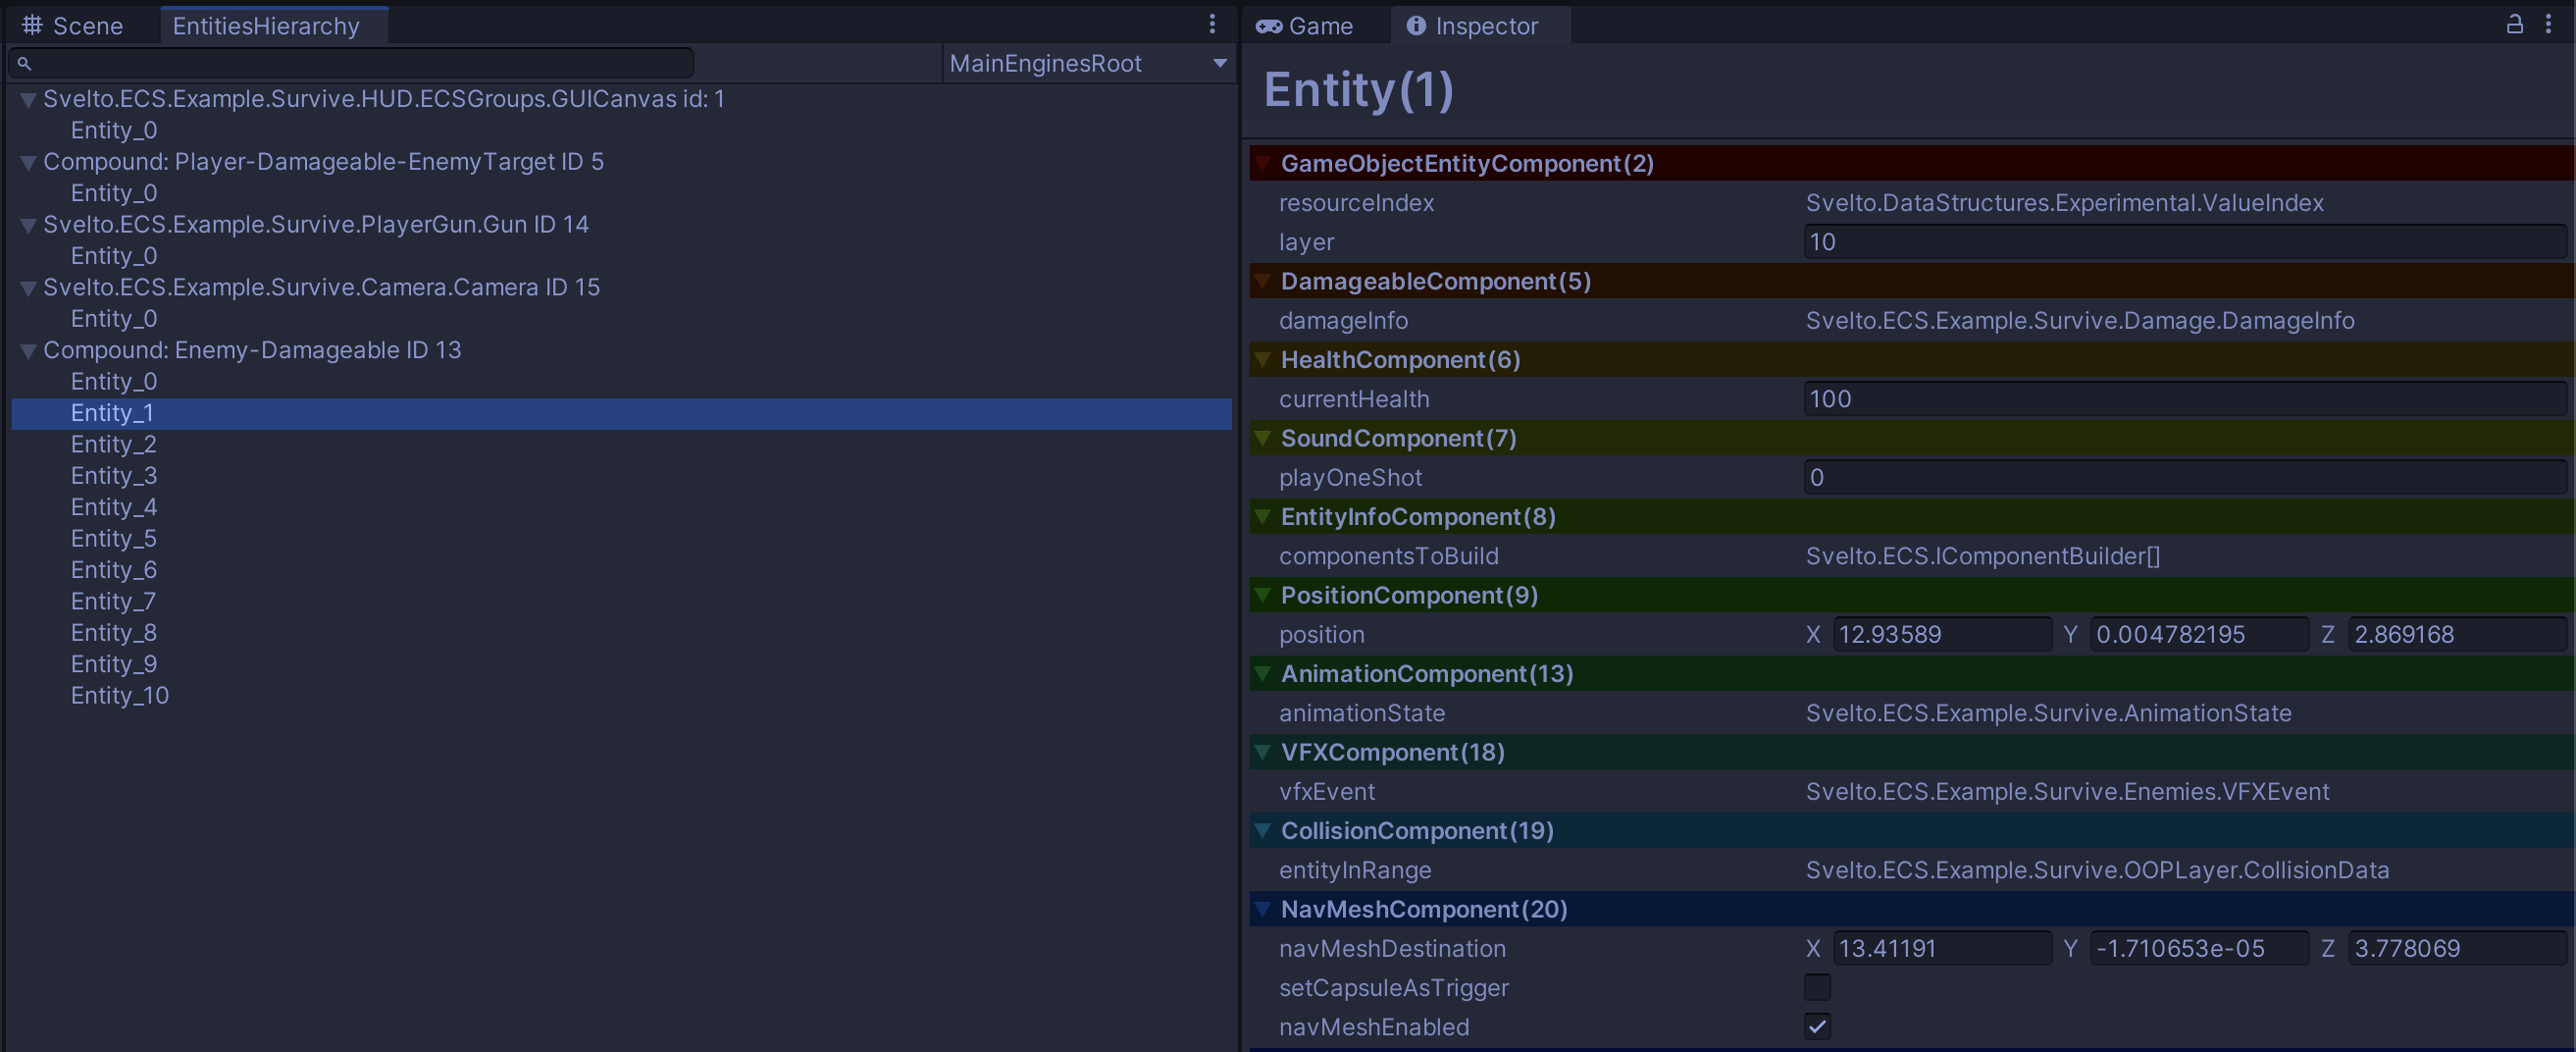 Scene EntitiesHierarchy
MainEnginesRoot
Svelto.ECS.Example.Survive.HUD.ECSGroups.GUICanvas id: 1
Entity_0
Compound: Player-Damageable-EnemyTarget ID 5
Entity_0
Svelto.ECS.Example.Survive.PlayerGun.Gun ID 14
Entity_0
Svelto.ECS.Example.Survive.Camera.Camera ID 15
Entity_0
Compound: Enemy-Damageable ID 13
Entity_0
Entity_1
Entity_2
Entity_3
Entity_4
Entity_5
Entity_6
Entity_7
Entity_8
Entity_9
Entity_10
Game Inspector
Entity(1)
GameObjectEntityComponent(2)
resourceIndex Svelto.DataStructures.Experimental.ValueIndex
layer 10
DamageableComponent(5)
damageInfo Svelto.ECS.Example.Survive.Damage.DamageInfo
HealthComponent(6)
currentHealth 100
SoundComponent(7)
playOneShot 0
EntityInfoComponent(8)
componentsToBuild Svelto.ECS.IComponentBuilder[]
PositionComponent(9)
position X 12.93589 Y 0.004782195 Z 2.869168
AnimationComponent(13)
animationState Svelto.ECS.Example.Survive.AnimationState
VFXComponent(18)
vfxEvent Svelto.ECS.Example.Survive.Enemies.VFXEvent
CollisionComponent(19)
entityInRange Svelto.ECS.Example.Survive.OOPLayer.CollisionData
NavMeshComponent(20)
navMeshDestination X 13.41191 Y -1.710653e-05 Z 3.778069
setCapsuleAsTrigger
navMeshEnabled